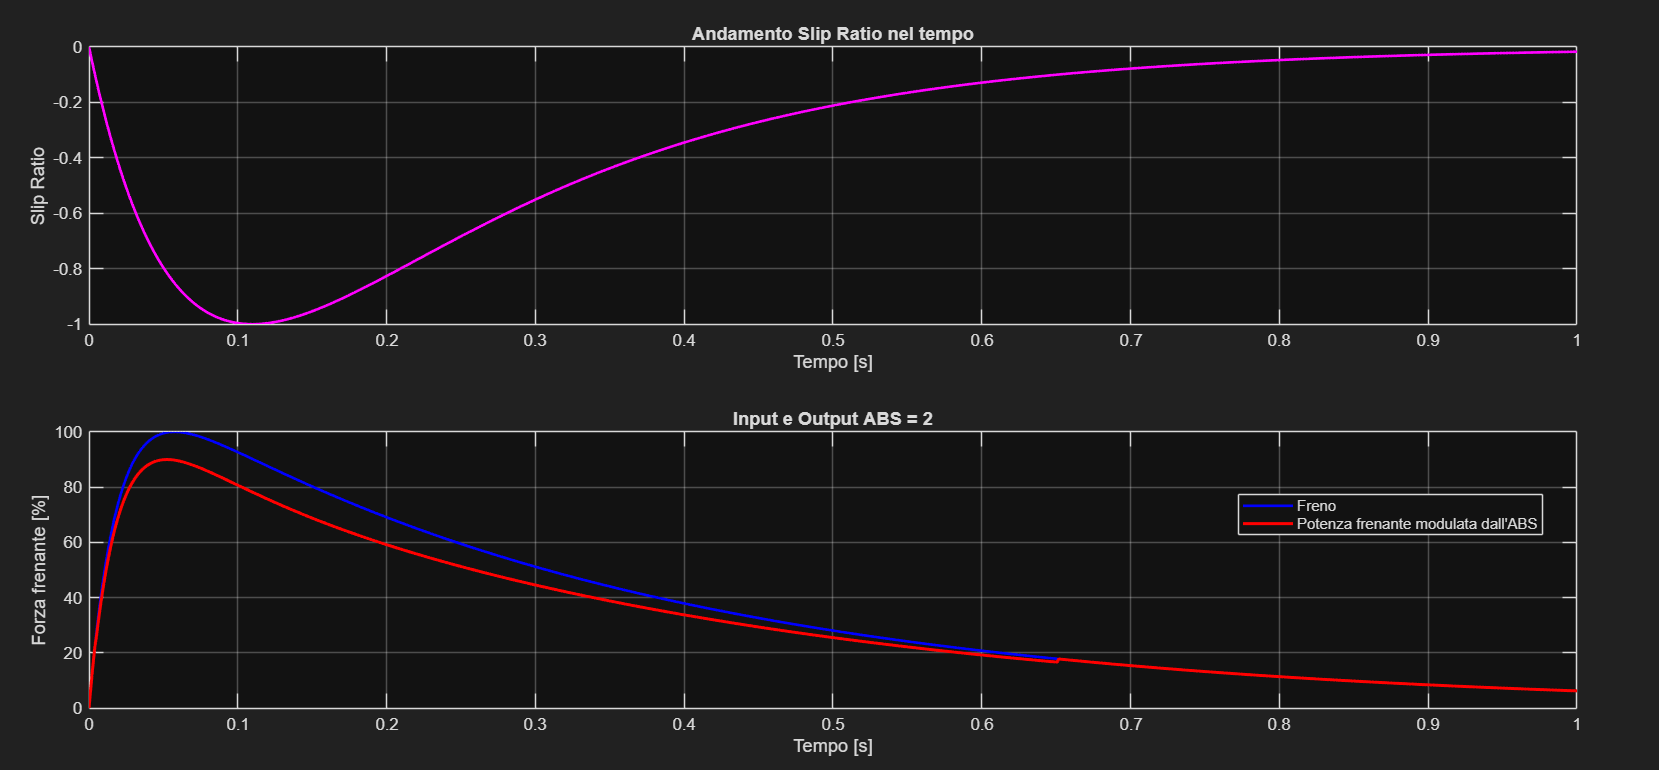 Andamento Slip Ratio nel tempo
0
-0.2
-0.4
-0.6
-0.8
-1
Slip Ratio
0 0.1 0.2 0.3 0.4 0.5 0.6 0.7 0.8 0.9 1
Tempo [s]
Input e Output ABS = 2
100
80
60
40
20
0
Forza frenante [%]
Freno
Potenza frenante modulata dall'ABS
0 0.1 0.2 0.3 0.4 0.5 0.6 0.7 0.8 0.9 1
Tempo [s]